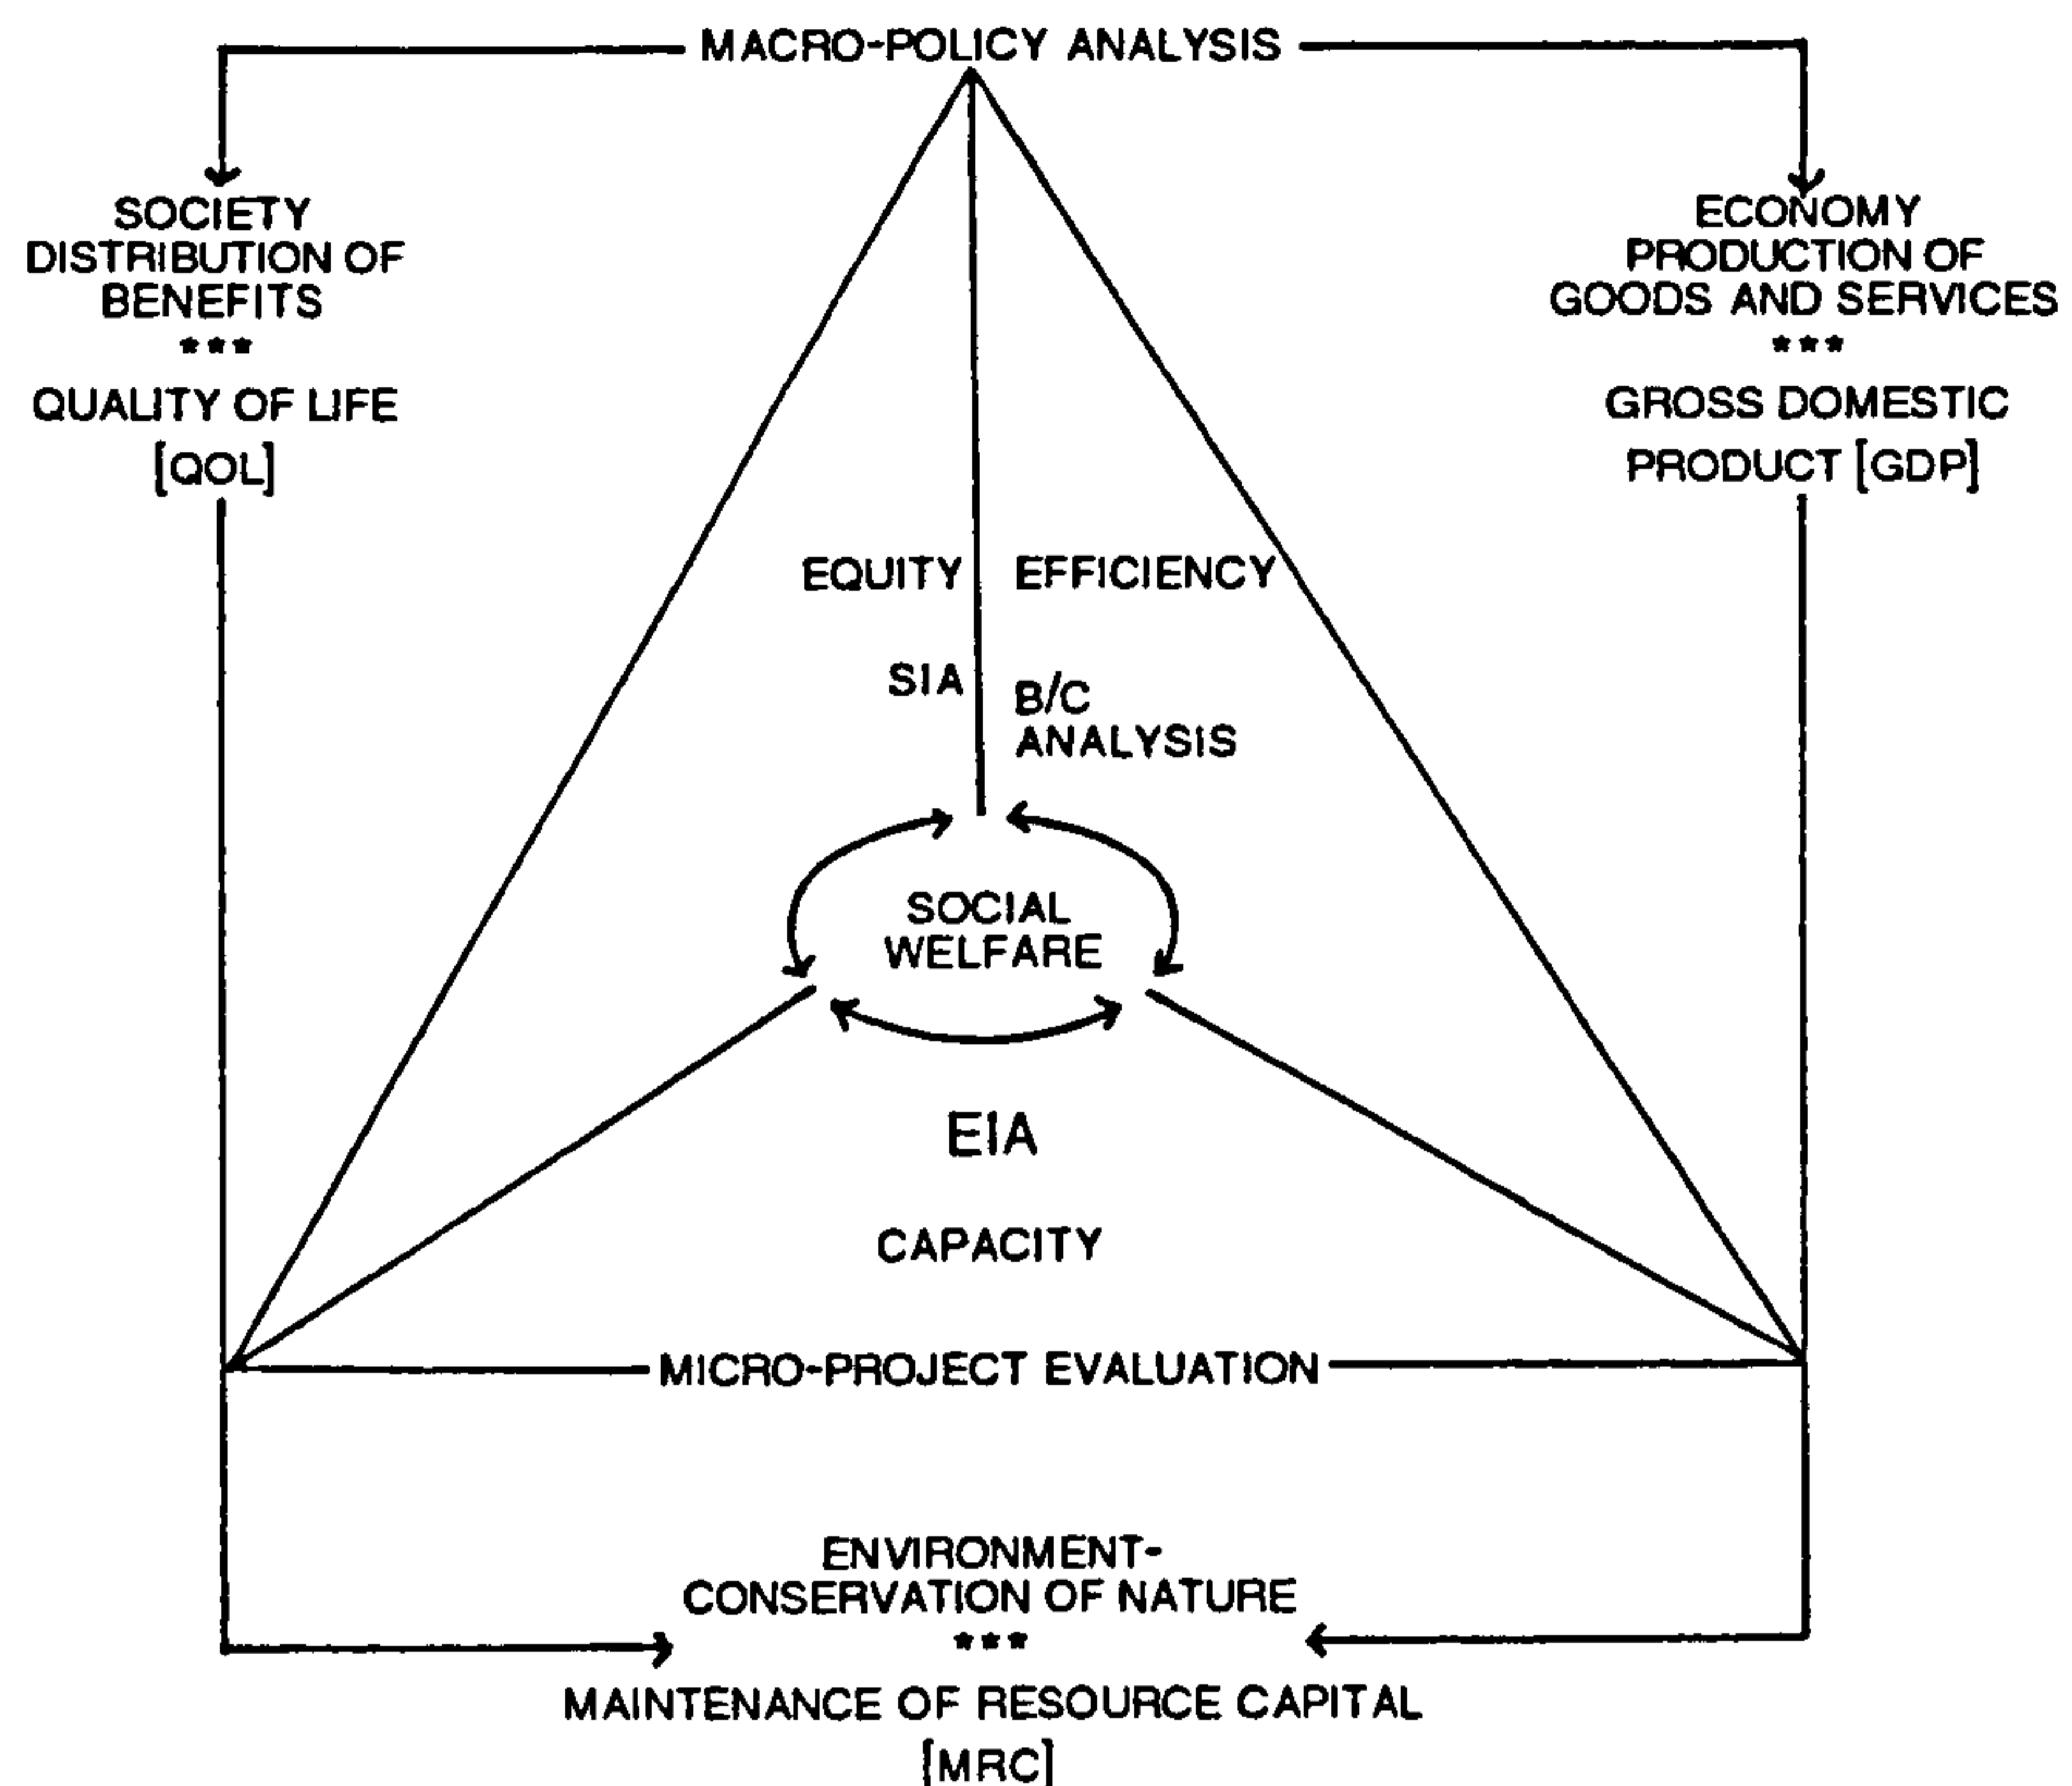 MACRO-POLICY ANALYSIS
SOCIETY
DISTRIBUTION OF
BENEFITS
***
QUALITY OF LIFE
[QOL]
ECONOMY
PRODUCTION OF
GOODS AND SERVICES
***
GROSS DOMESTIC
PRODUCT [GDP]
EQUITY
EFFICIENCY
SIA
B/C
ANALYSIS
SOCIAL
WELFARE
EIA
CAPACITY
MICRO-PROJECT EVALUATION
ENVIRONMENT-
CONSERVATION OF NATURE
***
MAINTENANCE OF RESOURCE CAPITAL
[MRC]